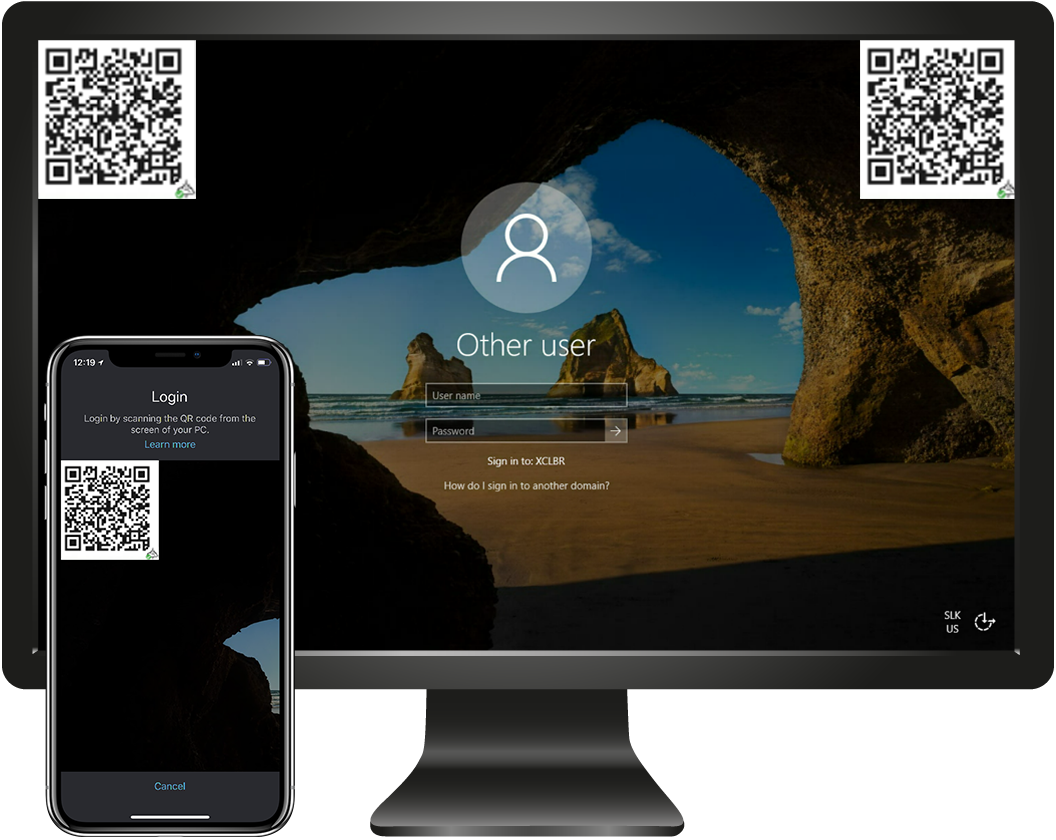 Other user
User name
Password
Sign in to: XCLBR
How do I sign in to another domain?
SLK
US
12:19
Login
Login by scanning the QR code from the
screen of your PC.
Learn more
Cancel